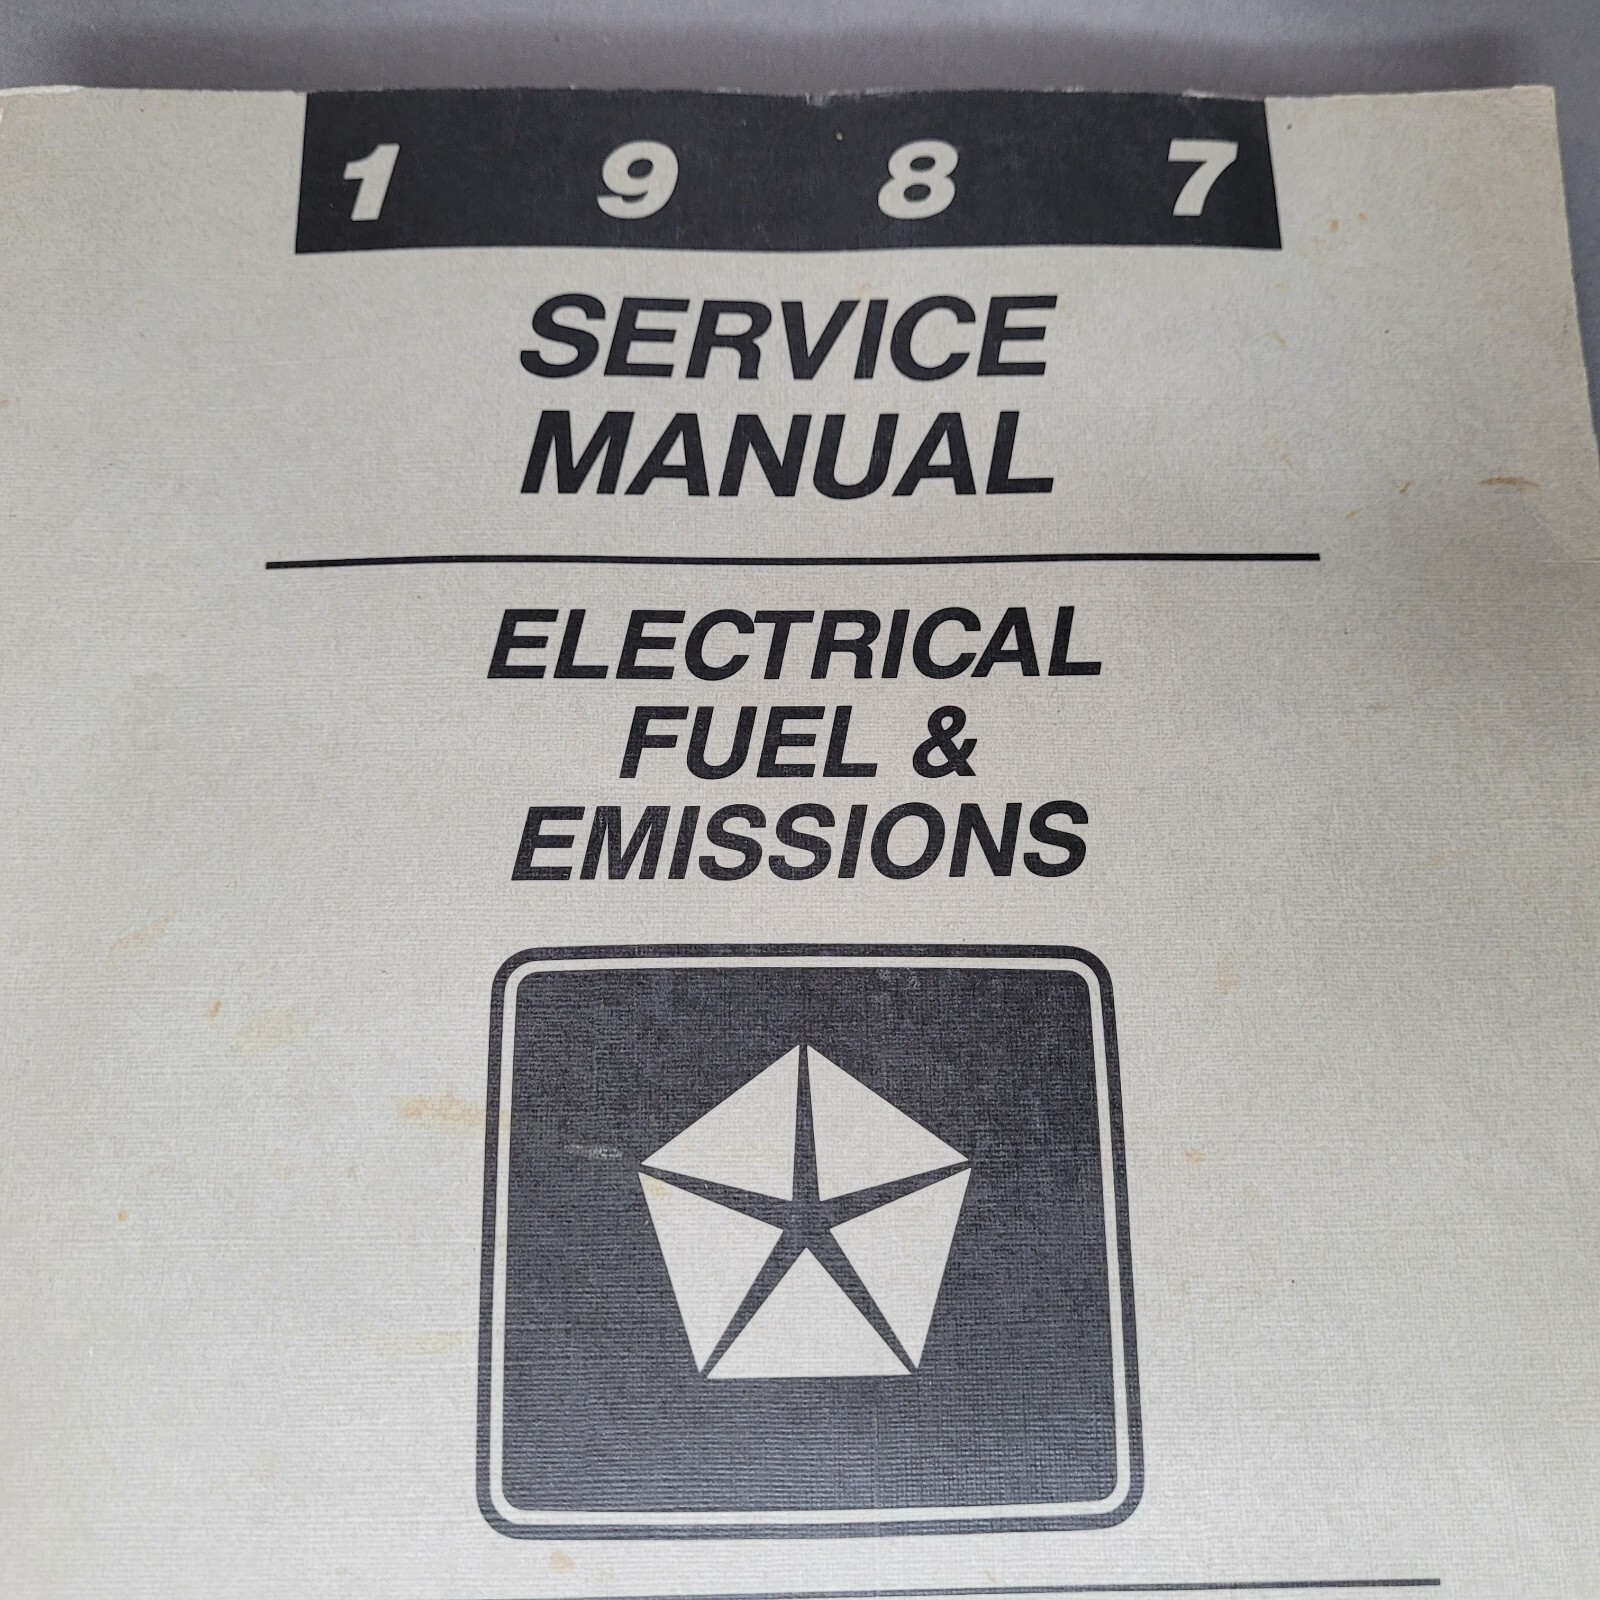 1 9 8 7
SERVICE
MANUAL
ELECTRICAL
FUEL &
EMISSIONS